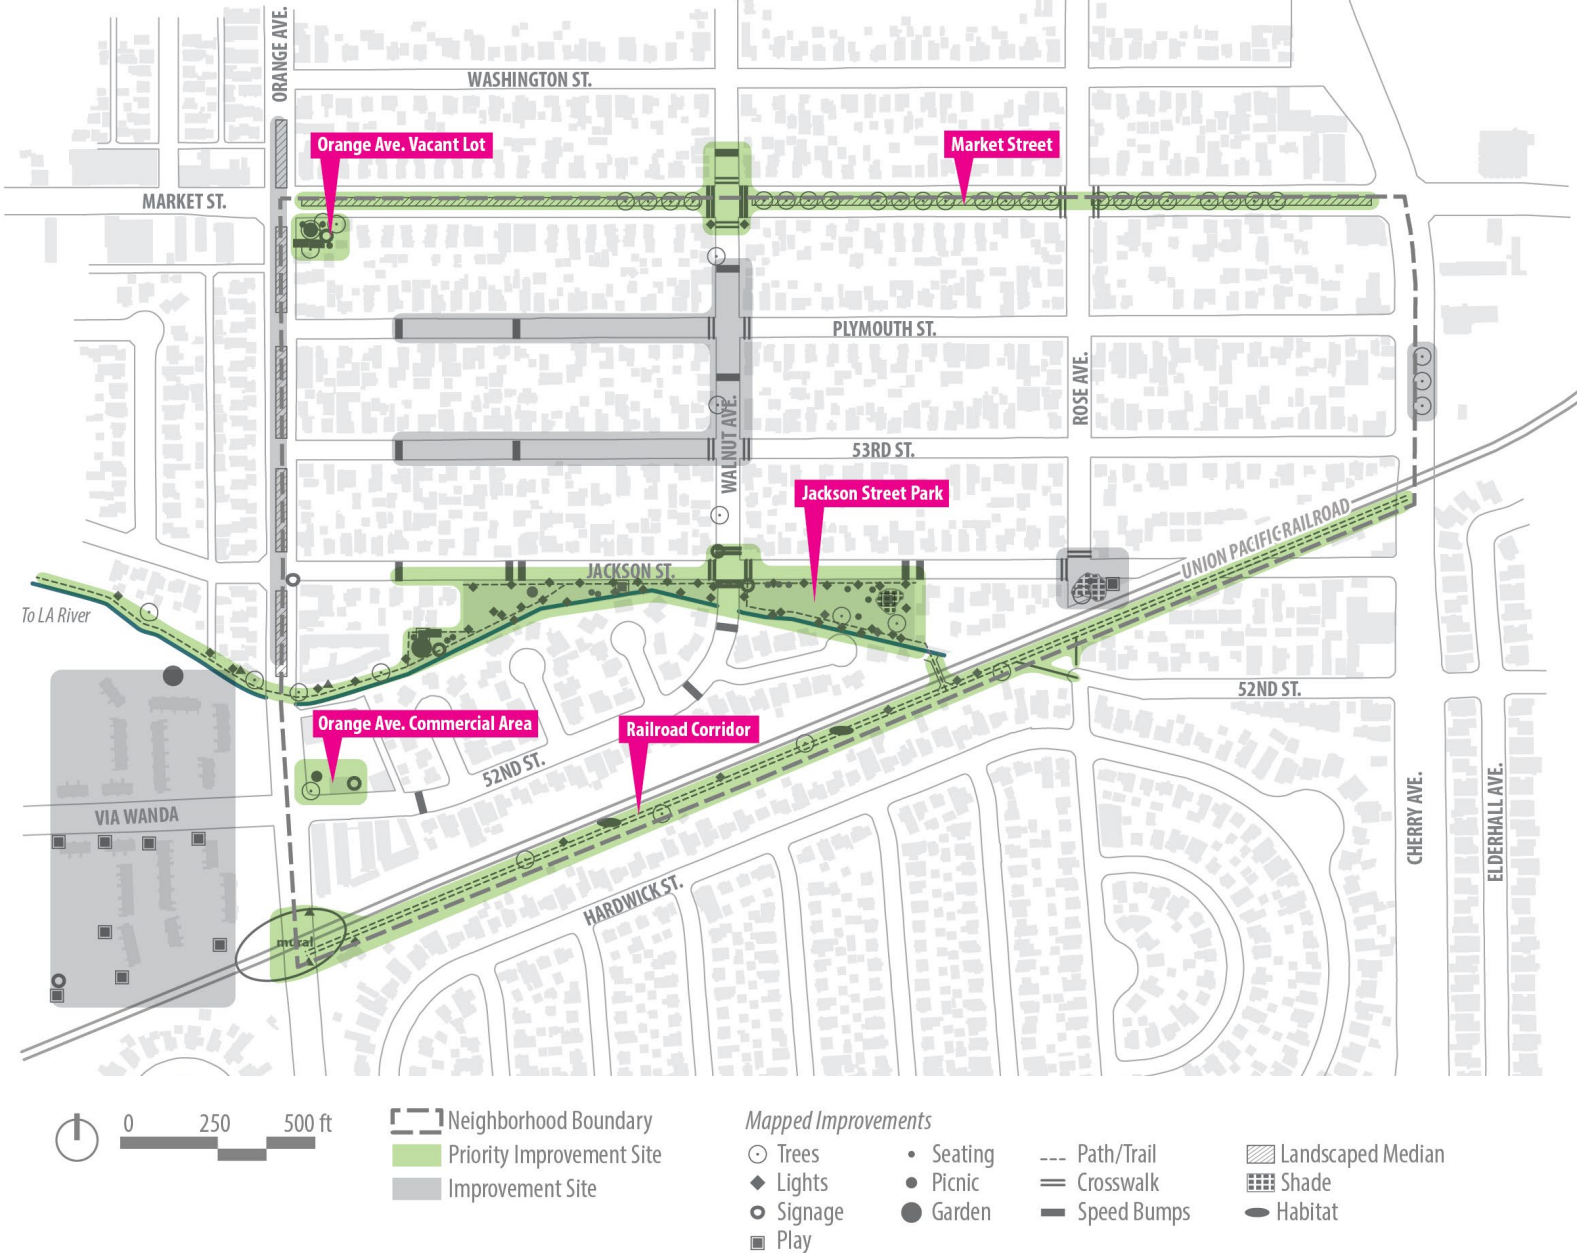 ORANGE AVE.
WASHINGTON ST.
Orange Ave. Vacant Lot
Market Street
MARKET ST.
PLYMOUTH ST.
ROSE AVE.
WALNUT AVE.
53RD ST.
Jackson Street Park
UNION PACIFIC RAILROAD
JACKSON ST.
To LA River
52ND ST.
Orange Ave. Commercial Area
Railroad Corridor
52ND ST.
VIA WANDA
CHERRY AVE.
ELDERHALL AVE.
HARDWICK ST.
mural
0 250 500 ft
Neighborhood Boundary
Priority Improvement Site
Improvement Site
Mapped Improvements
Trees
Lights
Signage
Play
Seating
Picnic
Garden
Path/Trail
Crosswalk
Speed Bumps
Landscaped Median
Shade
Habitat